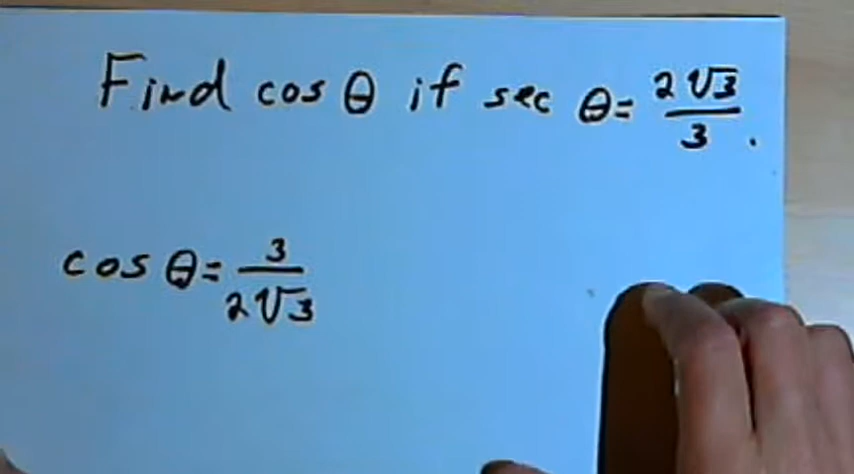 Find cos θ if sec θ = 2√3/3.
cos θ = 3/2√3